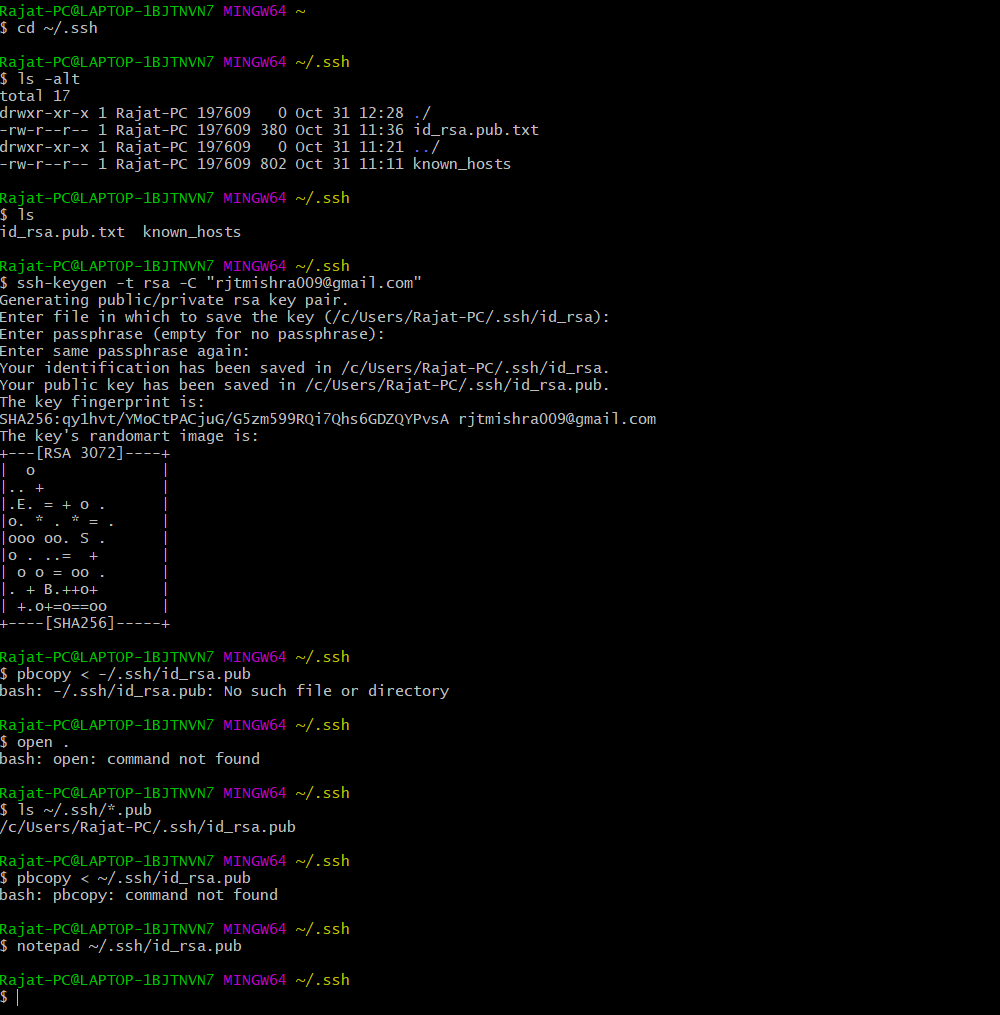 Rajat-PC@LAPTOP-1BJTNVN7 MINGW64 ~
$ cd ~/.ssh

Rajat-PC@LAPTOP-1BJTNVN7 MINGW64 ~/.ssh
$ ls -alt
total 17
drwxr-xr-x 1 Rajat-PC 197609   0 Oct 31 12:28 ./
-rw-r--r-- 1 Rajat-PC 197609 380 Oct 31 11:36 id_rsa.pub.txt
drwxr-xr-x 1 Rajat-PC 197609   0 Oct 31 11:21 ../
-rw-r--r-- 1 Rajat-PC 197609 802 Oct 31 11:11 known_hosts

Rajat-PC@LAPTOP-1BJTNVN7 MINGW64 ~/.ssh
$ ls
id_rsa.pub.txt  known_hosts

Rajat-PC@LAPTOP-1BJTNVN7 MINGW64 ~/.ssh
$ ssh-keygen -t rsa -C "rjtmishra009@gmail.com"
Generating public/private rsa key pair.
Enter file in which to save the key (/c/Users/Rajat-PC/.ssh/id_rsa):
Enter passphrase (empty for no passphrase):
Enter same passphrase again:
Your identification has been saved in /c/Users/Rajat-PC/.ssh/id_rsa.
Your public key has been saved in /c/Users/Rajat-PC/.ssh/id_rsa.pub.
The key fingerprint is:
SHA256:qy1hvt/YMoCtPACjuG/G5zm599RQi7Qhs6GDZQYPvsA rjtmishra009@gmail.com
The key's randomart image is:
+---[RSA 3072]----+
|  o              |
|.. +             |
|.E. = + o .      |
|o. * . * = .     |
|ooo oo. S .      |
|o . ..=  +       |
| o o = oo .      |
|. + B.++o+       |
| +.o+=o==oo      |
+----[SHA256]-----+

Rajat-PC@LAPTOP-1BJTNVN7 MINGW64 ~/.ssh
$ pbcopy < -/.ssh/id_rsa.pub
bash: -/.ssh/id_rsa.pub: No such file or directory

Rajat-PC@LAPTOP-1BJTNVN7 MINGW64 ~/.ssh
$ open .
bash: open: command not found

Rajat-PC@LAPTOP-1BJTNVN7 MINGW64 ~/.ssh
$ ls ~/.ssh/*.pub
/c/Users/Rajat-PC/.ssh/id_rsa.pub

Rajat-PC@LAPTOP-1BJTNVN7 MINGW64 ~/.ssh
$ pbcopy < ~/.ssh/id_rsa.pub
bash: pbcopy: command not found

Rajat-PC@LAPTOP-1BJTNVN7 MINGW64 ~/.ssh
$ notepad ~/.ssh/id_rsa.pub

Rajat-PC@LAPTOP-1BJTNVN7 MINGW64 ~/.ssh
$